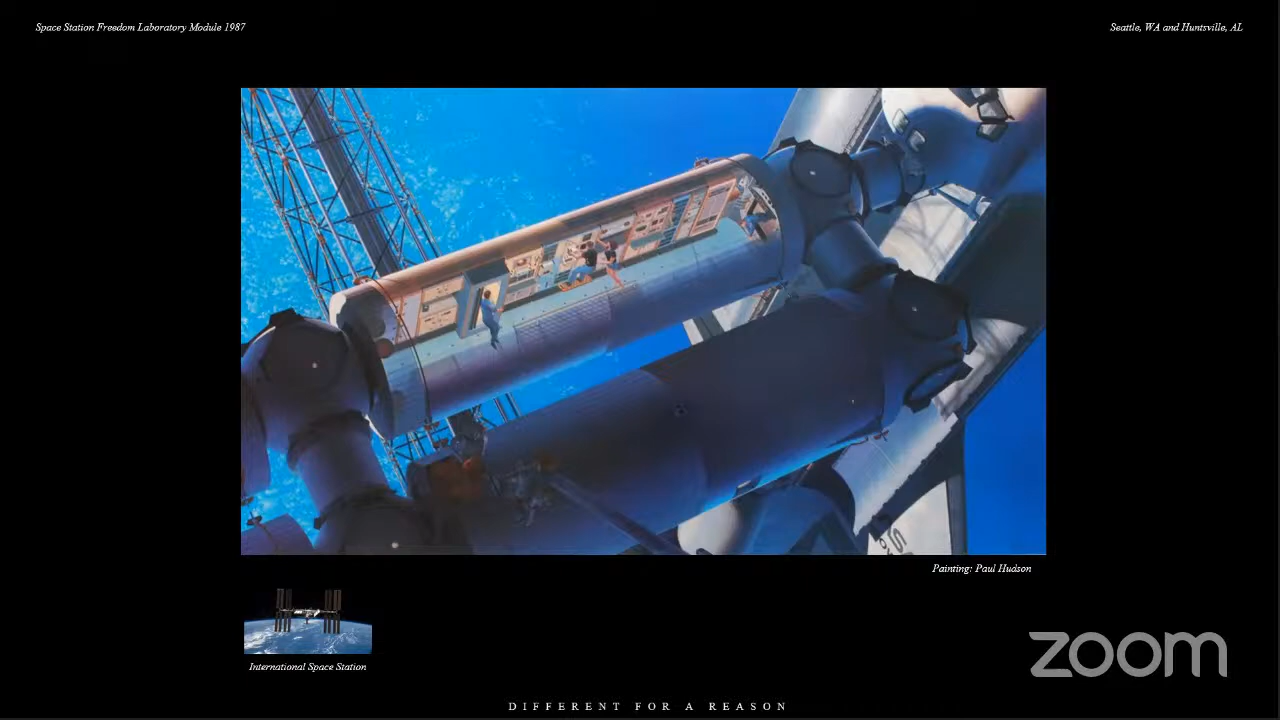 Space Station Freedom Laboratory Module 1987
Seattle, WA and Huntsville, AL
Painting: Paul Hudson
International Space Station
zoom
DIFFERENT FOR A REASON